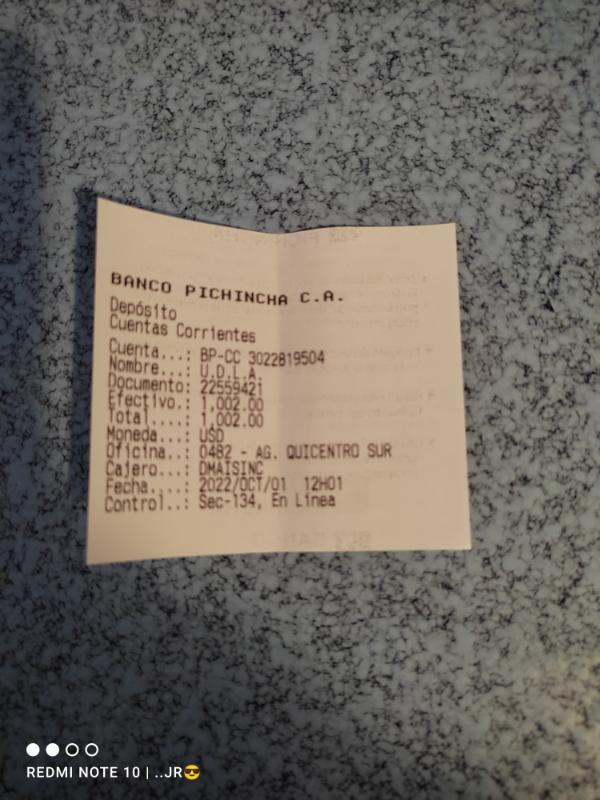 BANCO PICHINCHA C.A.
Depósito
Cuentas Corrientes
Cuenta...: BP-CC 3022819504
Nombre...: U.D.L.A.
Documento: 22559421
Efectivo.: 1,002.00
Total....: 1,002.00
Moneda...: USD
Oficina..: 0482 - AG. QUICENTRO SUR
Cajero...: DMAISINC
Fecha....: 2022/OCT/01 12H01
Control..: Sec-134, En Línea
REDMI NOTE 10 | ..JR😎